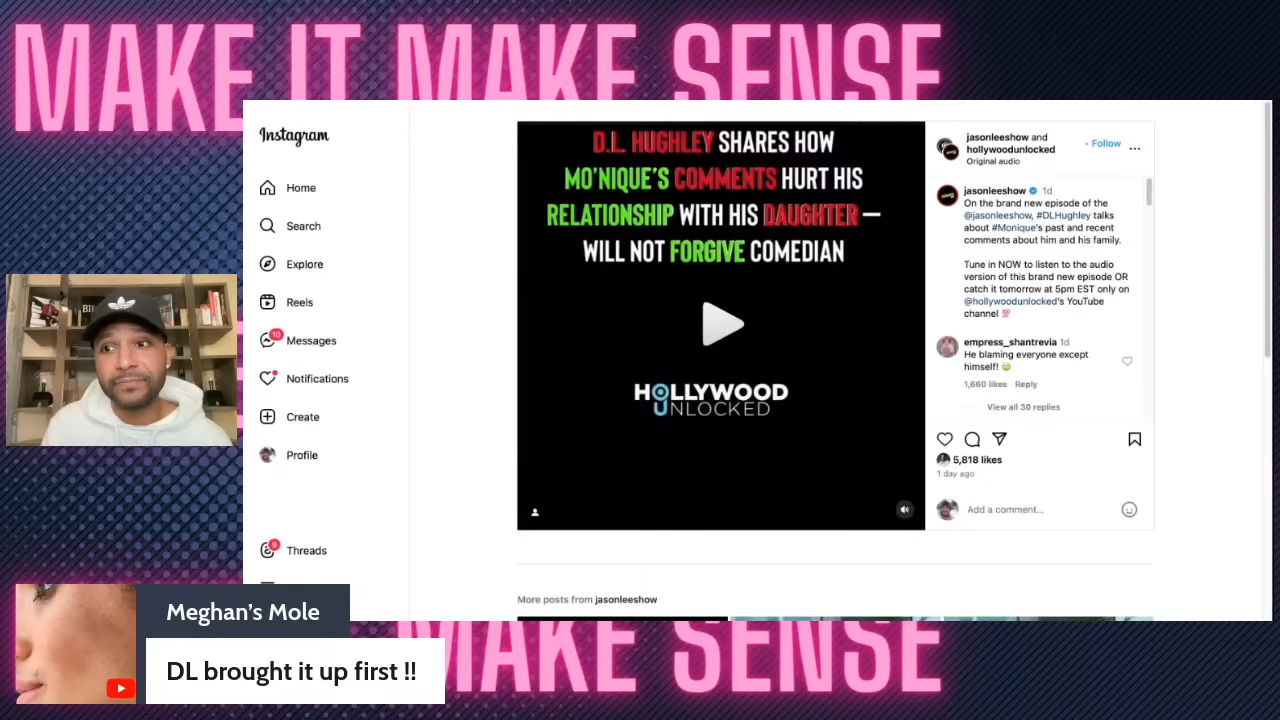 MAKE IT MAKE SENSE
Instagram
Home
Search
Explore
Reels
10
Messages
Notifications
Create
Profile
9
Threads
D.L. HUGHLEY SHARES HOW
MO'NIQUE'S COMMENTS HURT HIS
RELATIONSHIP WITH HIS DAUGHTER —
WILL NOT FORGIVE COMEDIAN
HOLLYWOOD
UNLOCKED
jasonleeshow and
hollywoodunlocked
Original audio
• Follow
jasonleeshow 1d
On the brand new episode of the
@jasonleeshow, #DLHughley talks
about #Monique's past and recent
comments about him and his family.
Tune in NOW to listen to the audio
version of this brand new episode OR
catch it tomorrow at 5pm EST only on
@hollywoodunlocked's YouTube
channel 💯
empress_shantrevia 1d
He blaming everyone except
himself! 😳
1,660 likes Reply
View all 30 replies
5,818 likes
1 day ago
Add a comment...
More posts from jasonleeshow
Meghan's Mole
DL brought it up first !!
MAKE SENSE